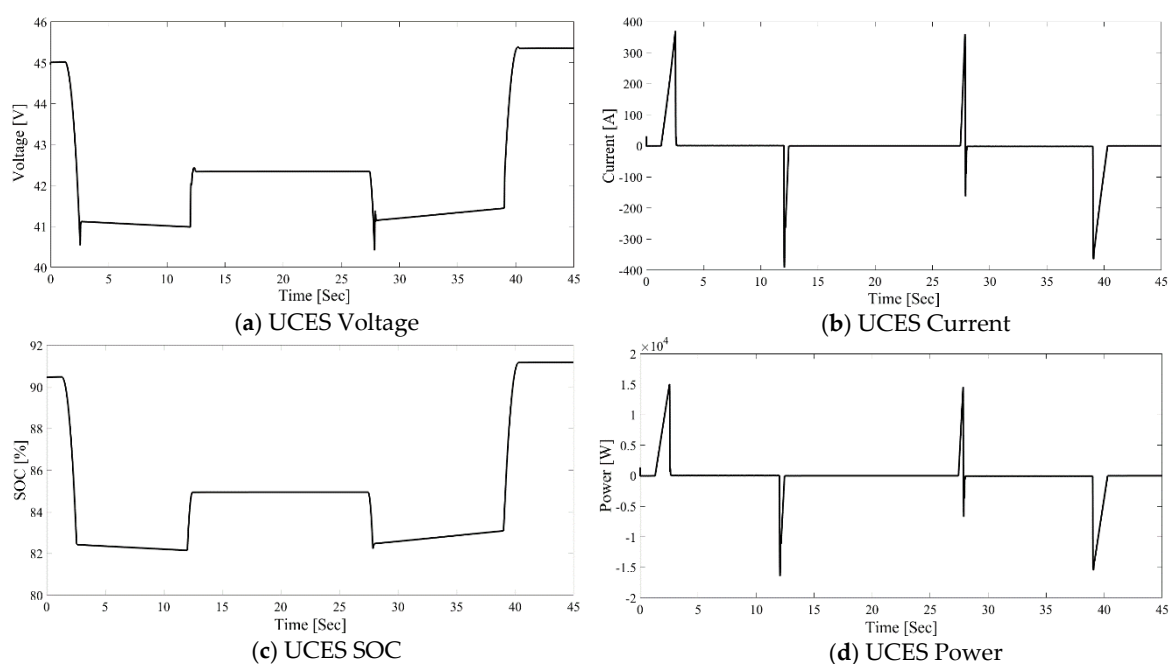 46
45
44
43
42
41
40
Voltage [V]
0 5 10 15 20 25 30 35 40 45
Time [Sec]
(a) UCES Voltage
400
300
200
100
0
-100
-200
-300
-400
Current [A]
0 5 10 15 20 25 30 35 40 45
Time [Sec]
(b) UCES Current
92
90
88
86
84
82
80
SOC [%]
0 5 10 15 20 25 30 35 40 45
Time [Sec]
(c) UCES SOC
×10⁴
2
1.5
1
0.5
0
-0.5
-1
-1.5
-2
Power [W]
0 5 10 15 20 25 30 35 40 45
Time [Sec]
(d) UCES Power